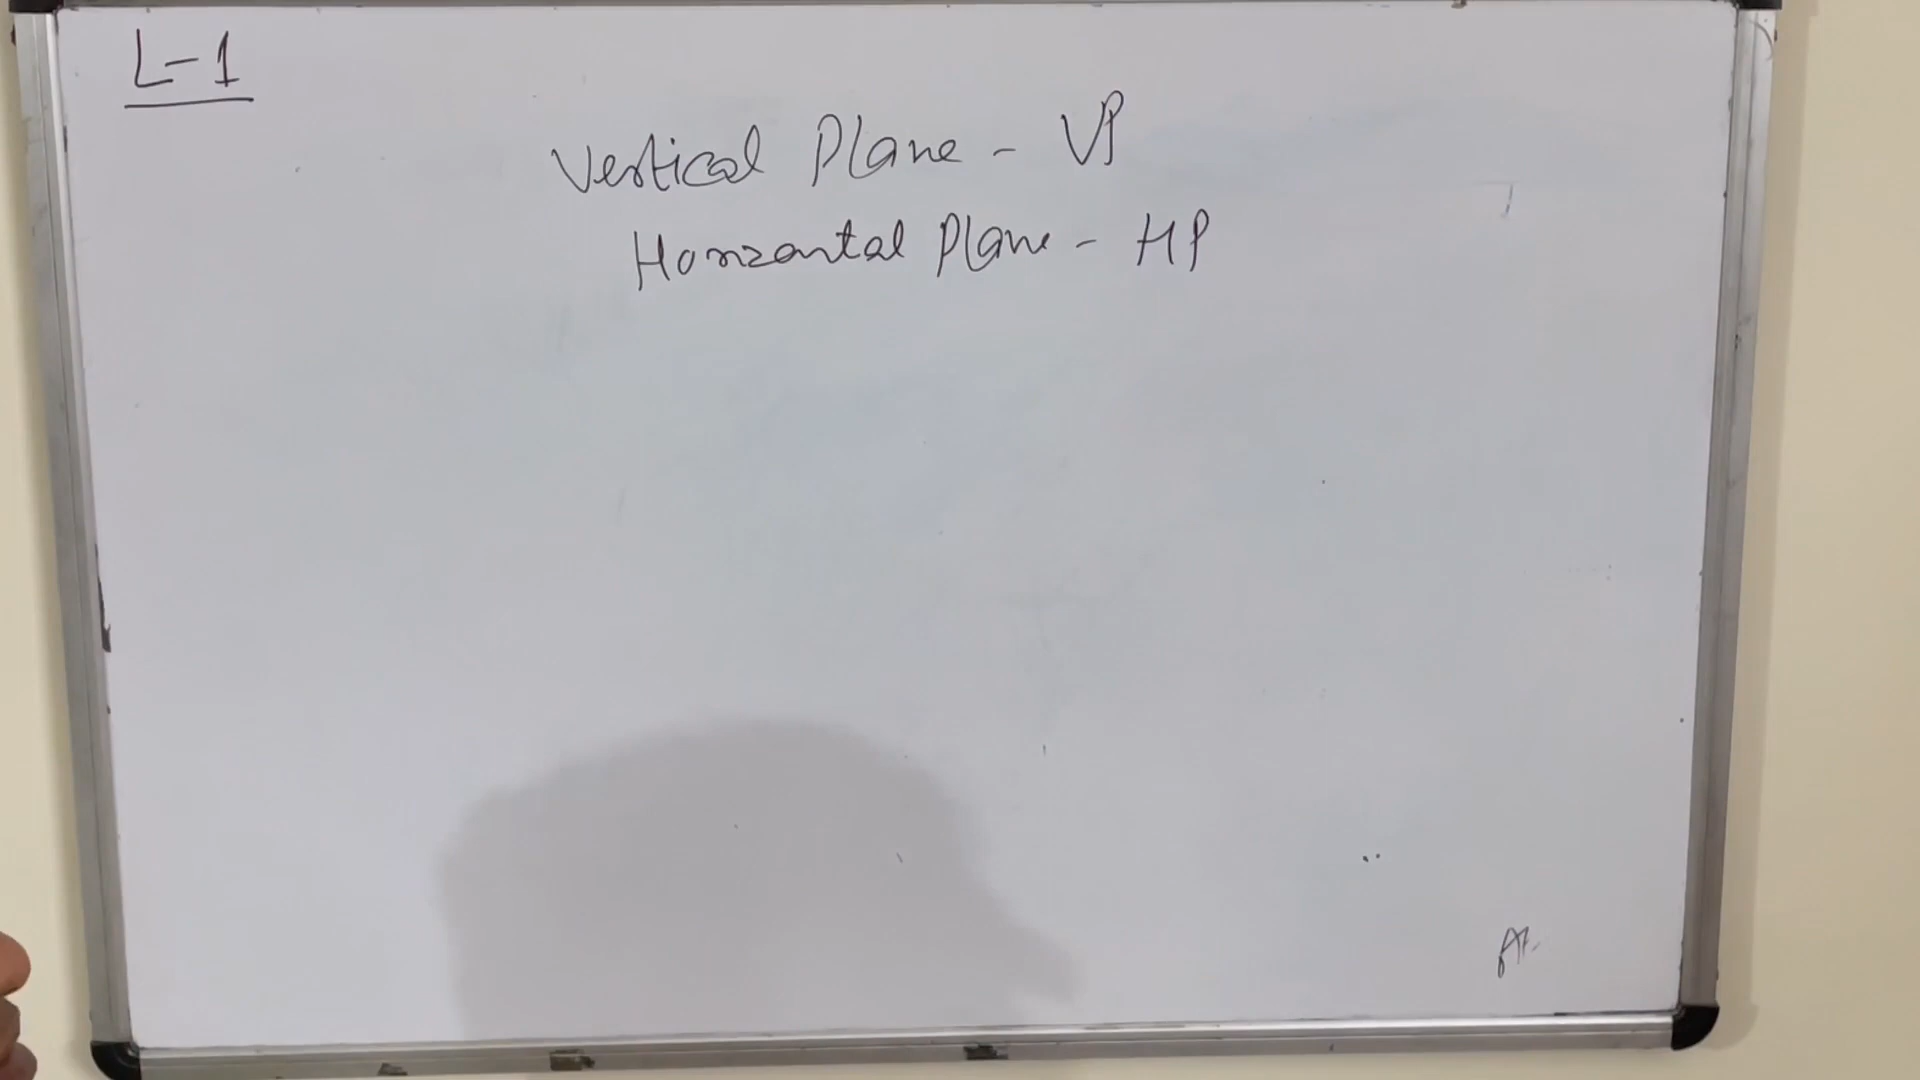 L-1
Vertical Plane - VP
Horizontal Plane - HP